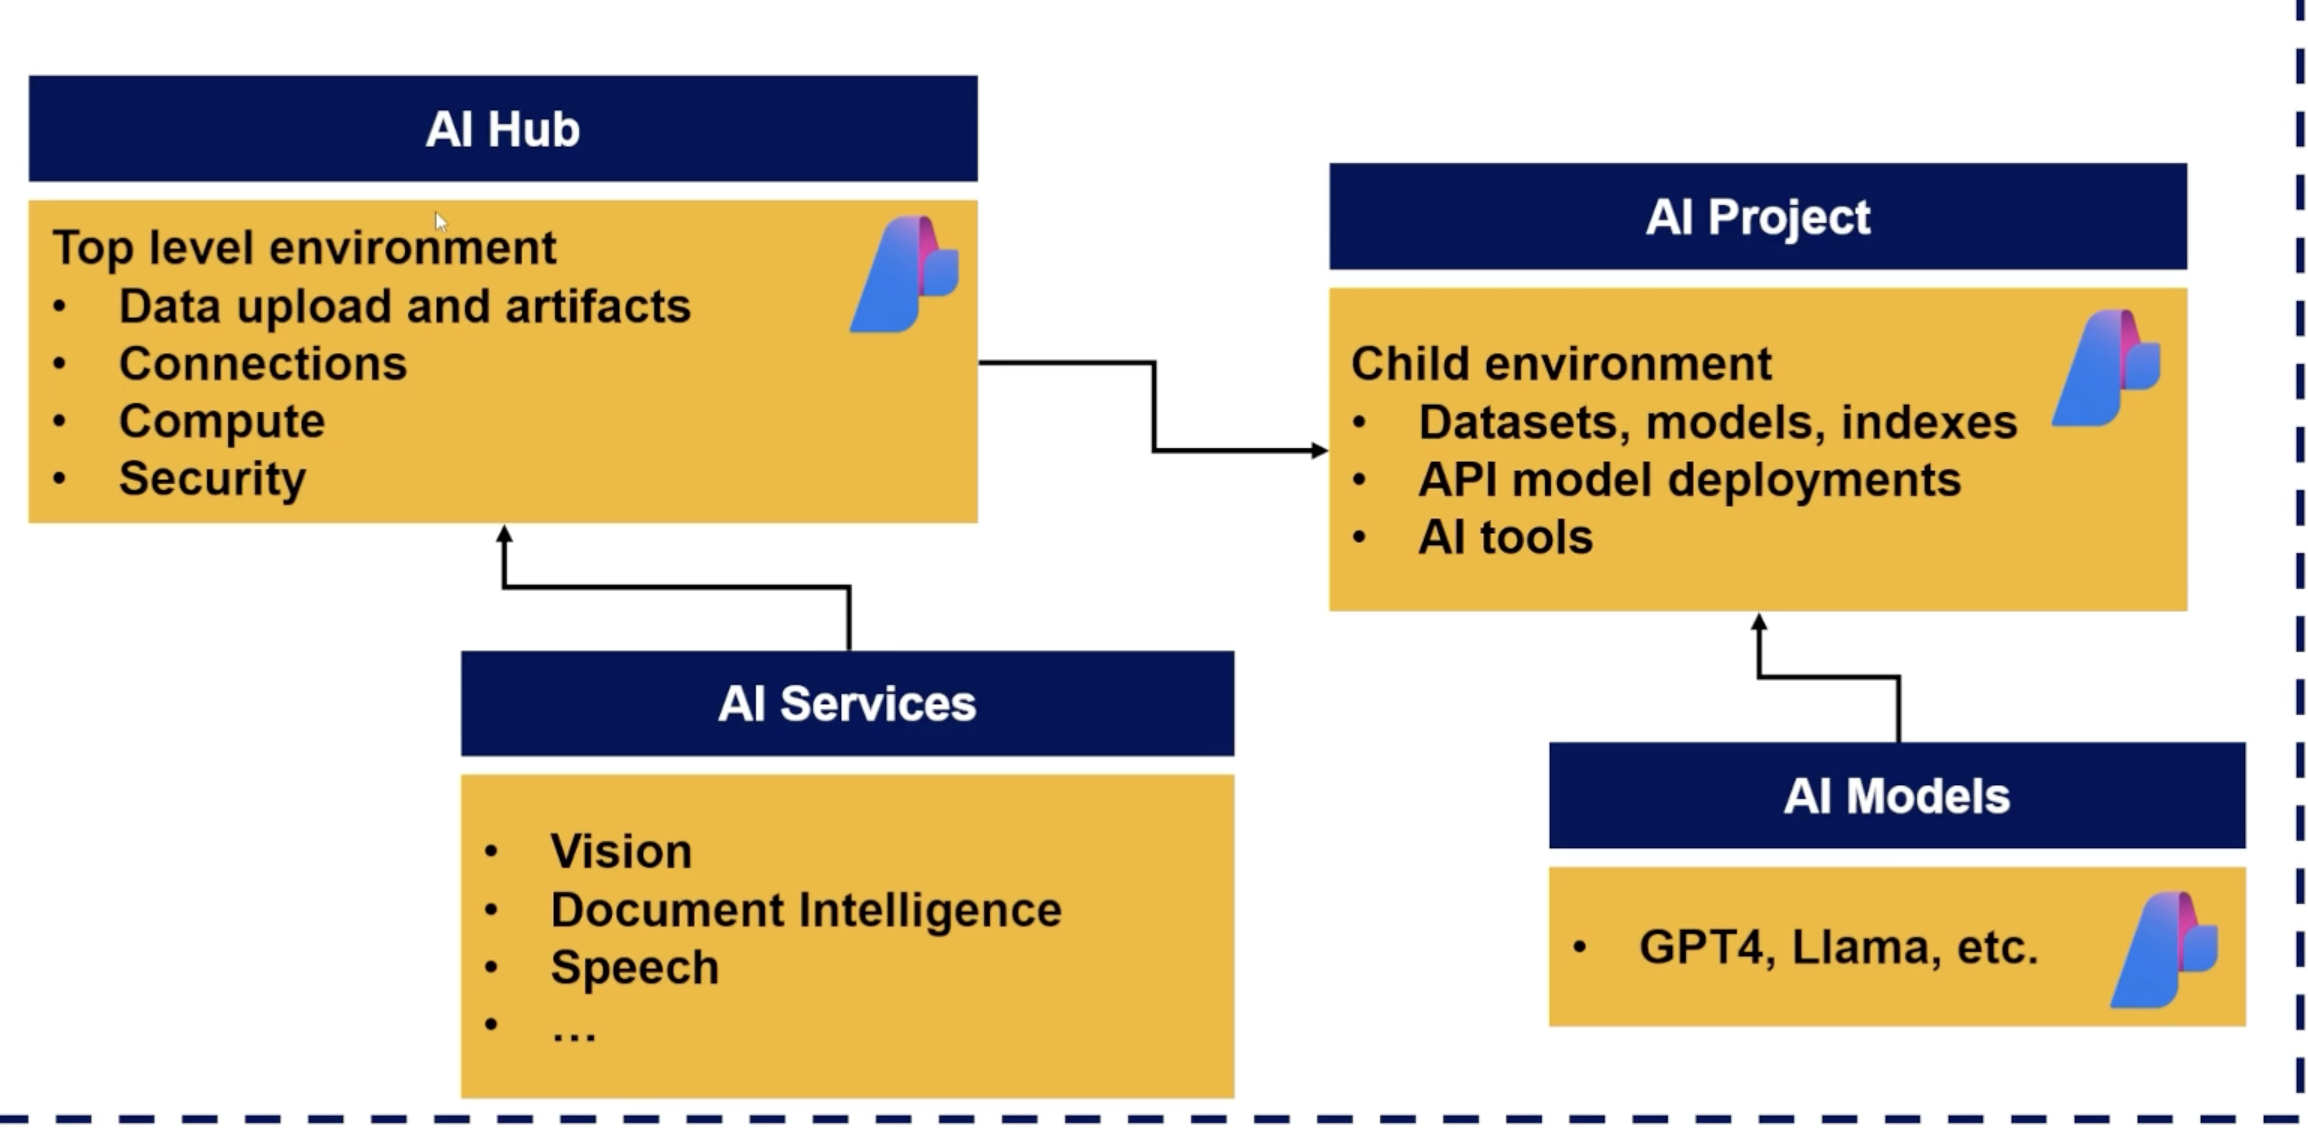 AI Hub
Top level environment
• Data upload and artifacts
• Connections
• Compute
• Security
AI Project
Child environment
• Datasets, models, indexes
• API model deployments
• AI tools
AI Services
• Vision
• Document Intelligence
• Speech
• ...
AI Models
• GPT4, Llama, etc.